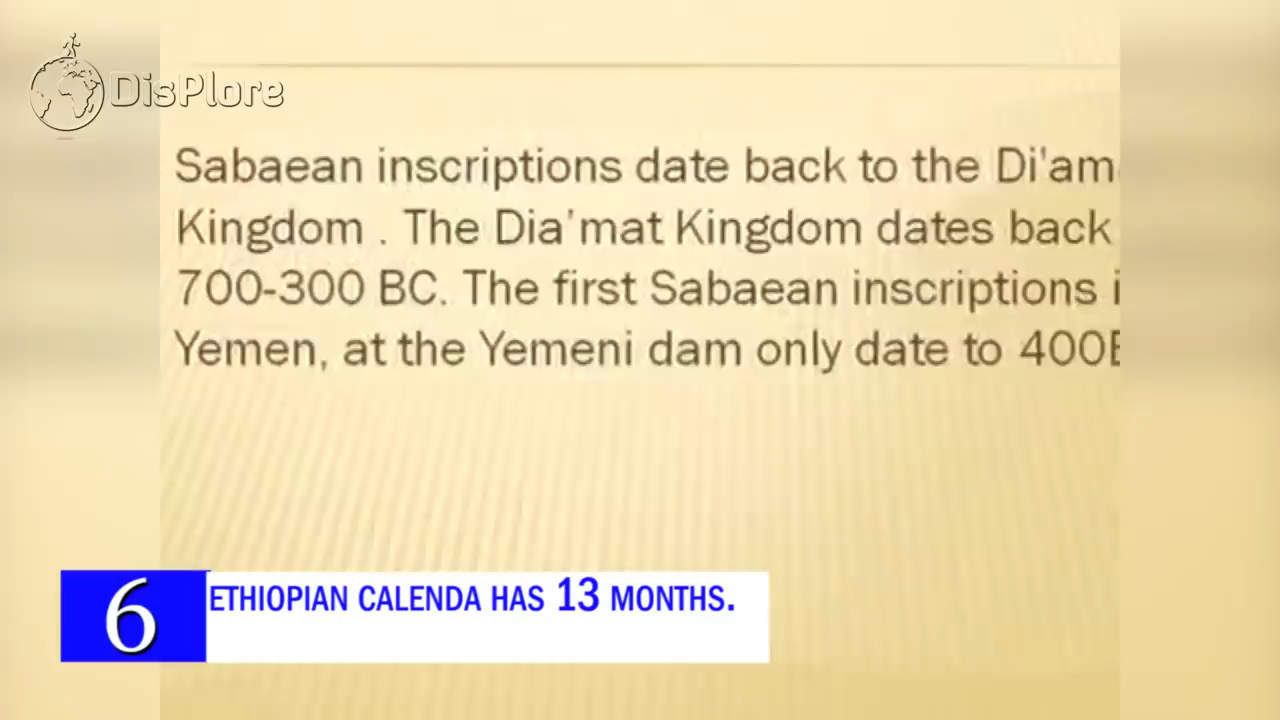 DisPlore
Sabaean inscriptions date back to the Di'am
Kingdom . The Dia'mat Kingdom dates back
700-300 BC. The first Sabaean inscriptions i
Yemen, at the Yemeni dam only date to 400B
6
ETHIOPIAN CALENDA HAS 13 MONTHS.